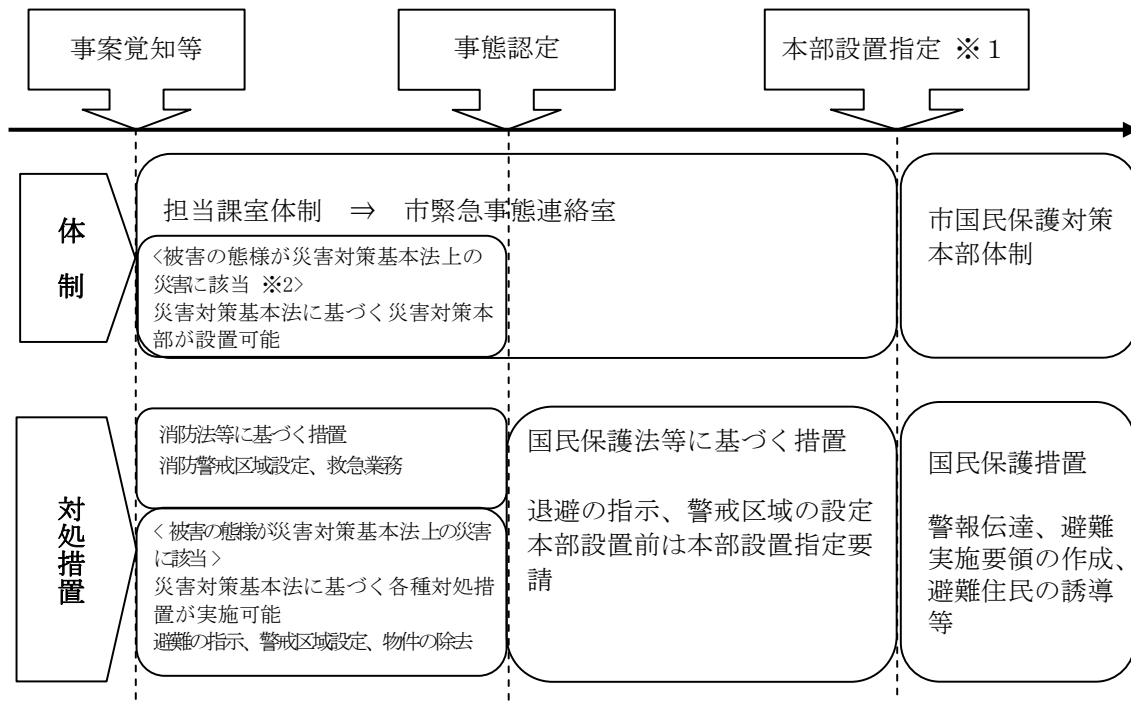 事案覚知等
事態認定
本部設置指定 ※1
体
制
担当課室体制 ⇒ 市緊急事態連絡室
<被害の態様が災害対策基本法上の
災害に該当 ※2>
災害対策基本法に基づく災害対策本
部が設置可能
市国民保護対策
本部体制
対処措置
消防法等に基づく措置
消防警戒区域設定、救急業務
<被害の態様が災害対策基本法上の災害
に該当>
災害対策基本法に基づく各種対処措
置が実施可能
避難の指示、警戒区域設定、物件の除去
国民保護法等に基づく措置
退避の指示、警戒区域の設定
本部設置前は本部設置指定要
請
国民保護措置
警報伝達、避難
実施要領の作成、
避難住民の誘導
等